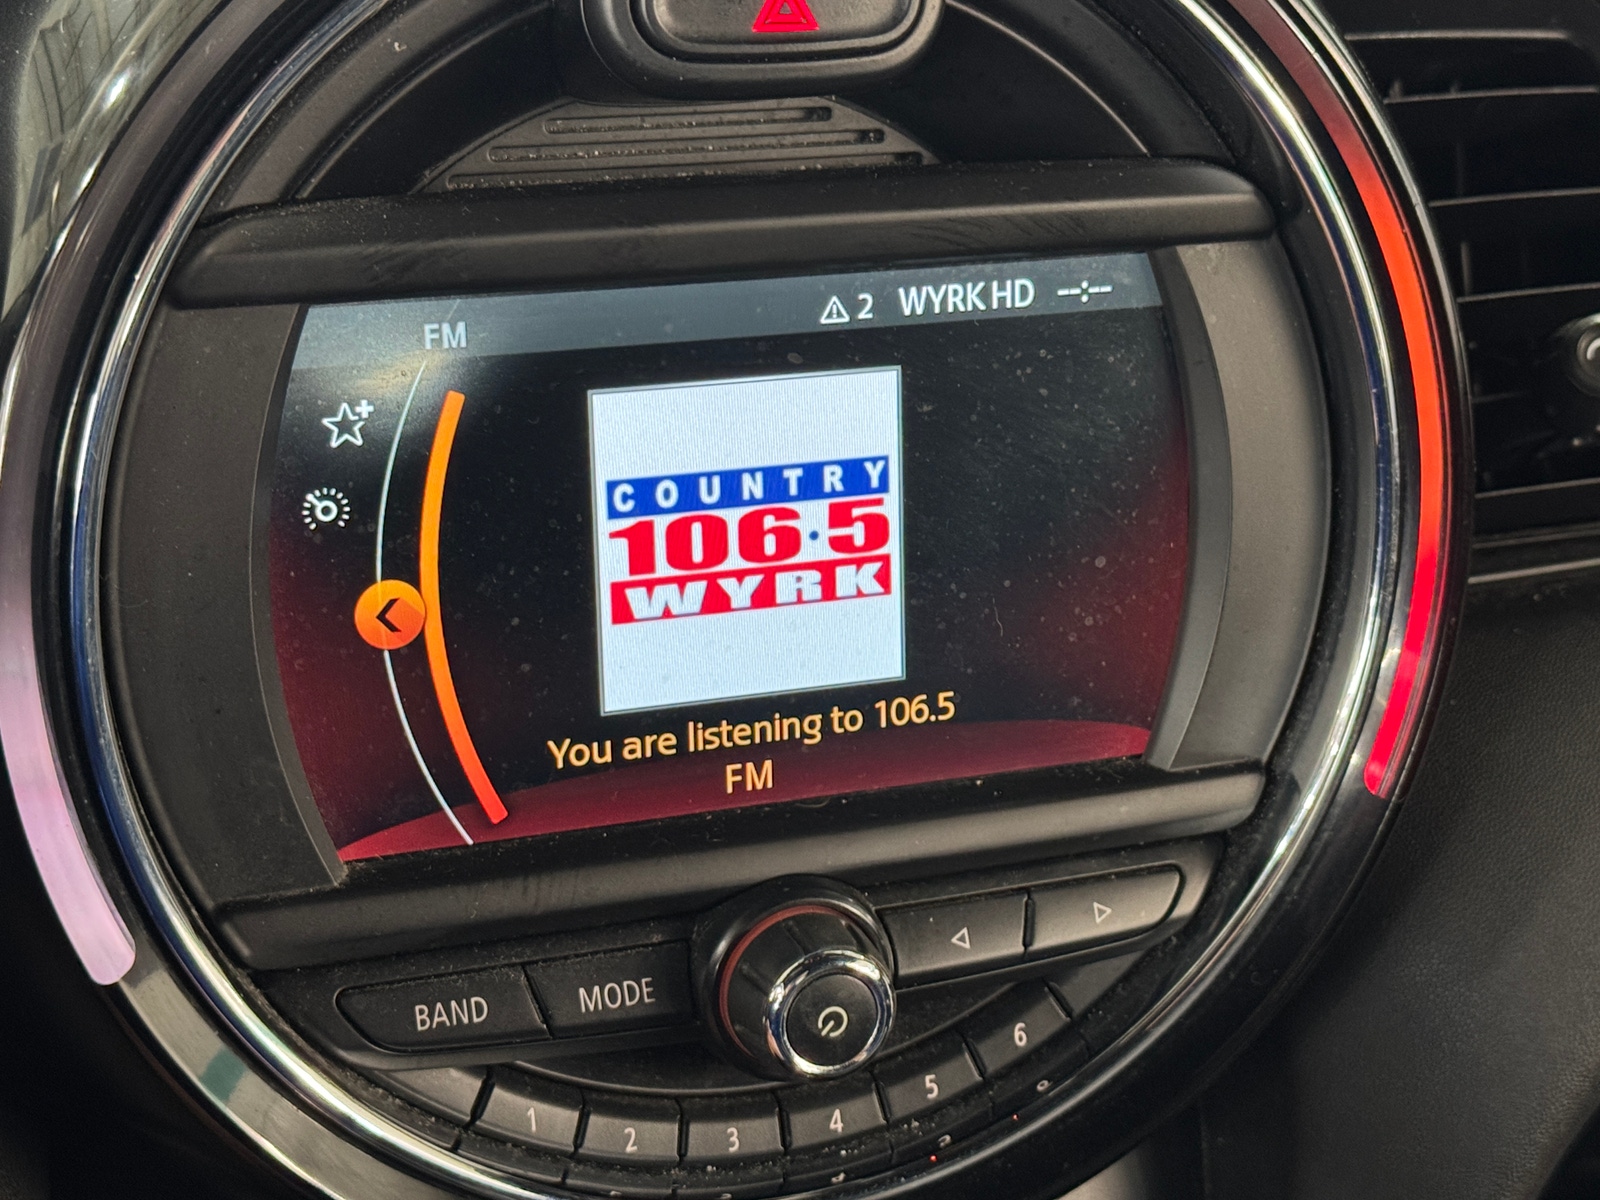 FM
2 WYRK HD --:--
COUNTRY
106.5
WYRK
You are listening to 106.5
FM
BAND
MODE
1
2
3
4
5
6